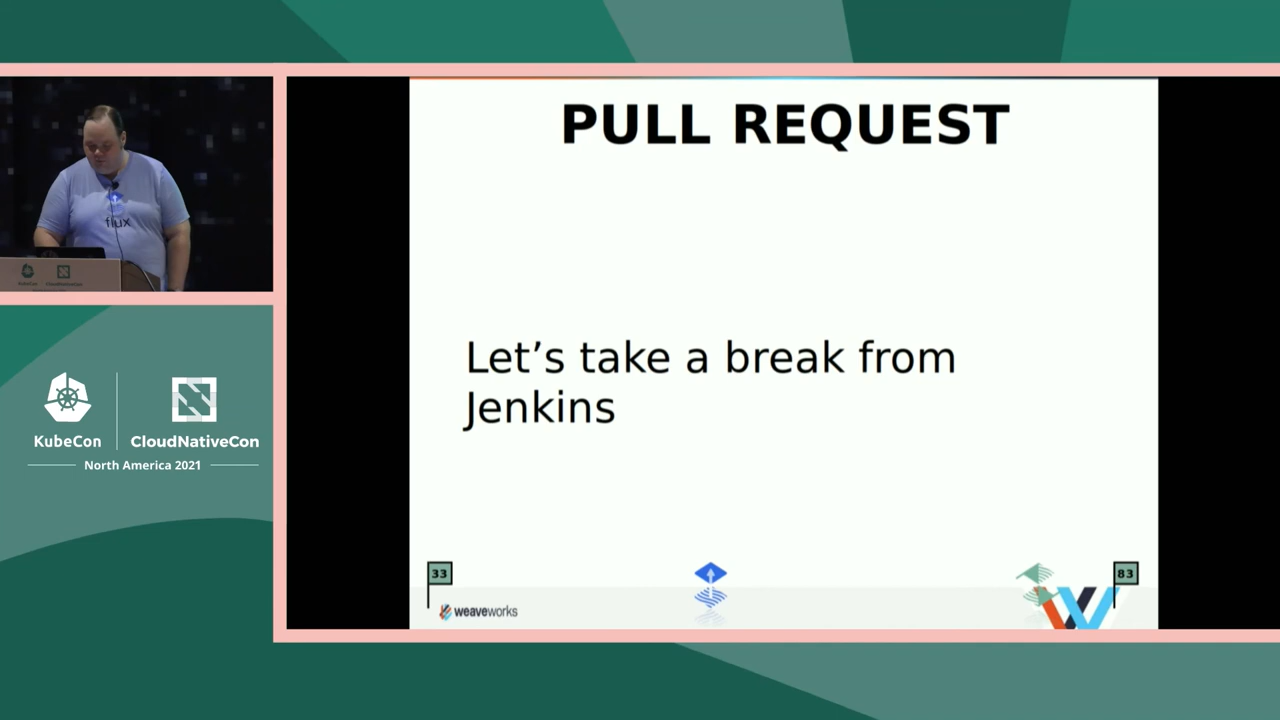 PULL REQUEST
flux
Let’s take a break from
Jenkins
KubeCon
CloudNativeCon
North America 2021
33
83
weaveworks